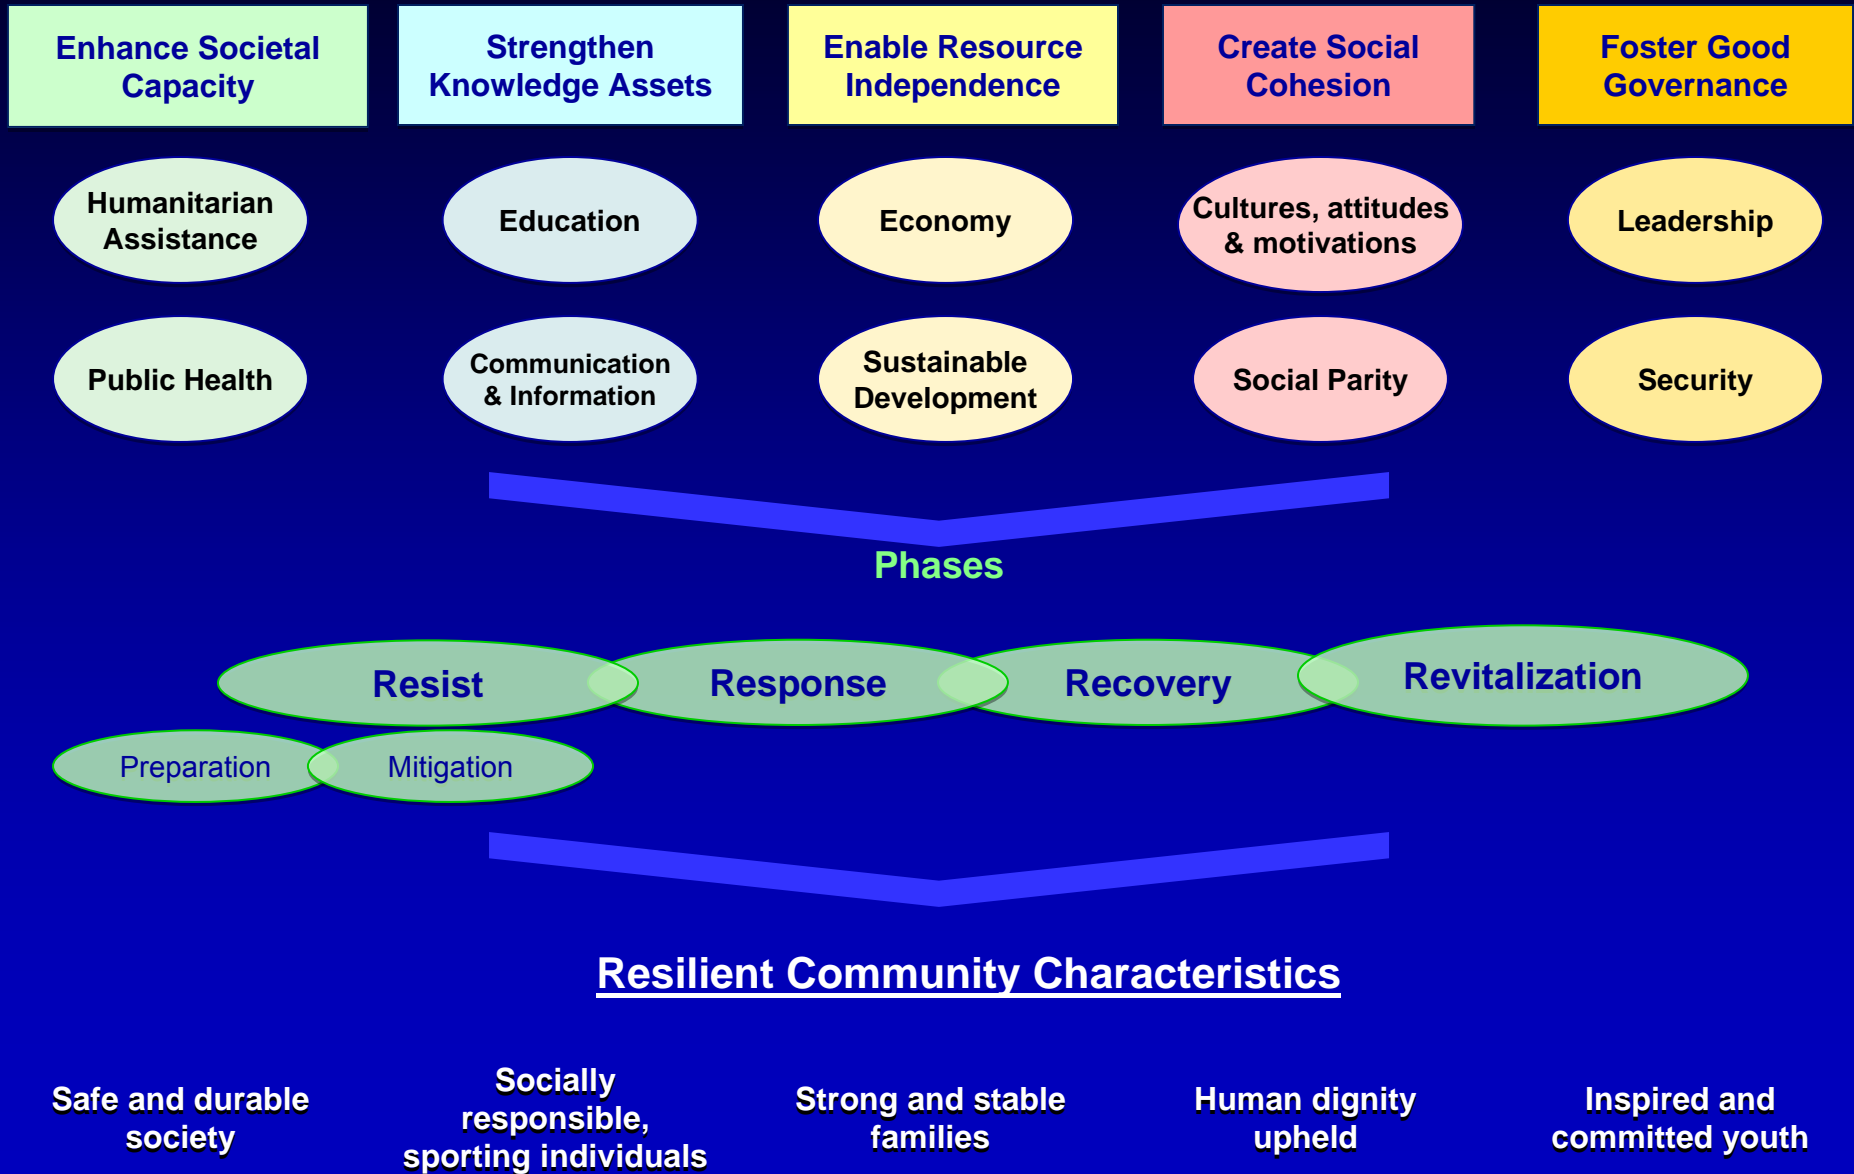 Enhance Societal
Capacity
Strengthen
Knowledge Assets
Enable Resource
Independence
Create Social
Cohesion
Foster Good
Governance
Humanitarian
Assistance
Education
Economy
Cultures, attitudes
& motivations
Leadership
Public Health
Communication
& Information
Sustainable
Development
Social Parity
Security
Phases
Resist
Response
Recovery
Revitalization
Preparation
Mitigation
Resilient Community Characteristics
Safe and durable
society
Socially
responsible,
sporting individuals
Strong and stable
families
Human dignity
upheld
Inspired and
committed youth